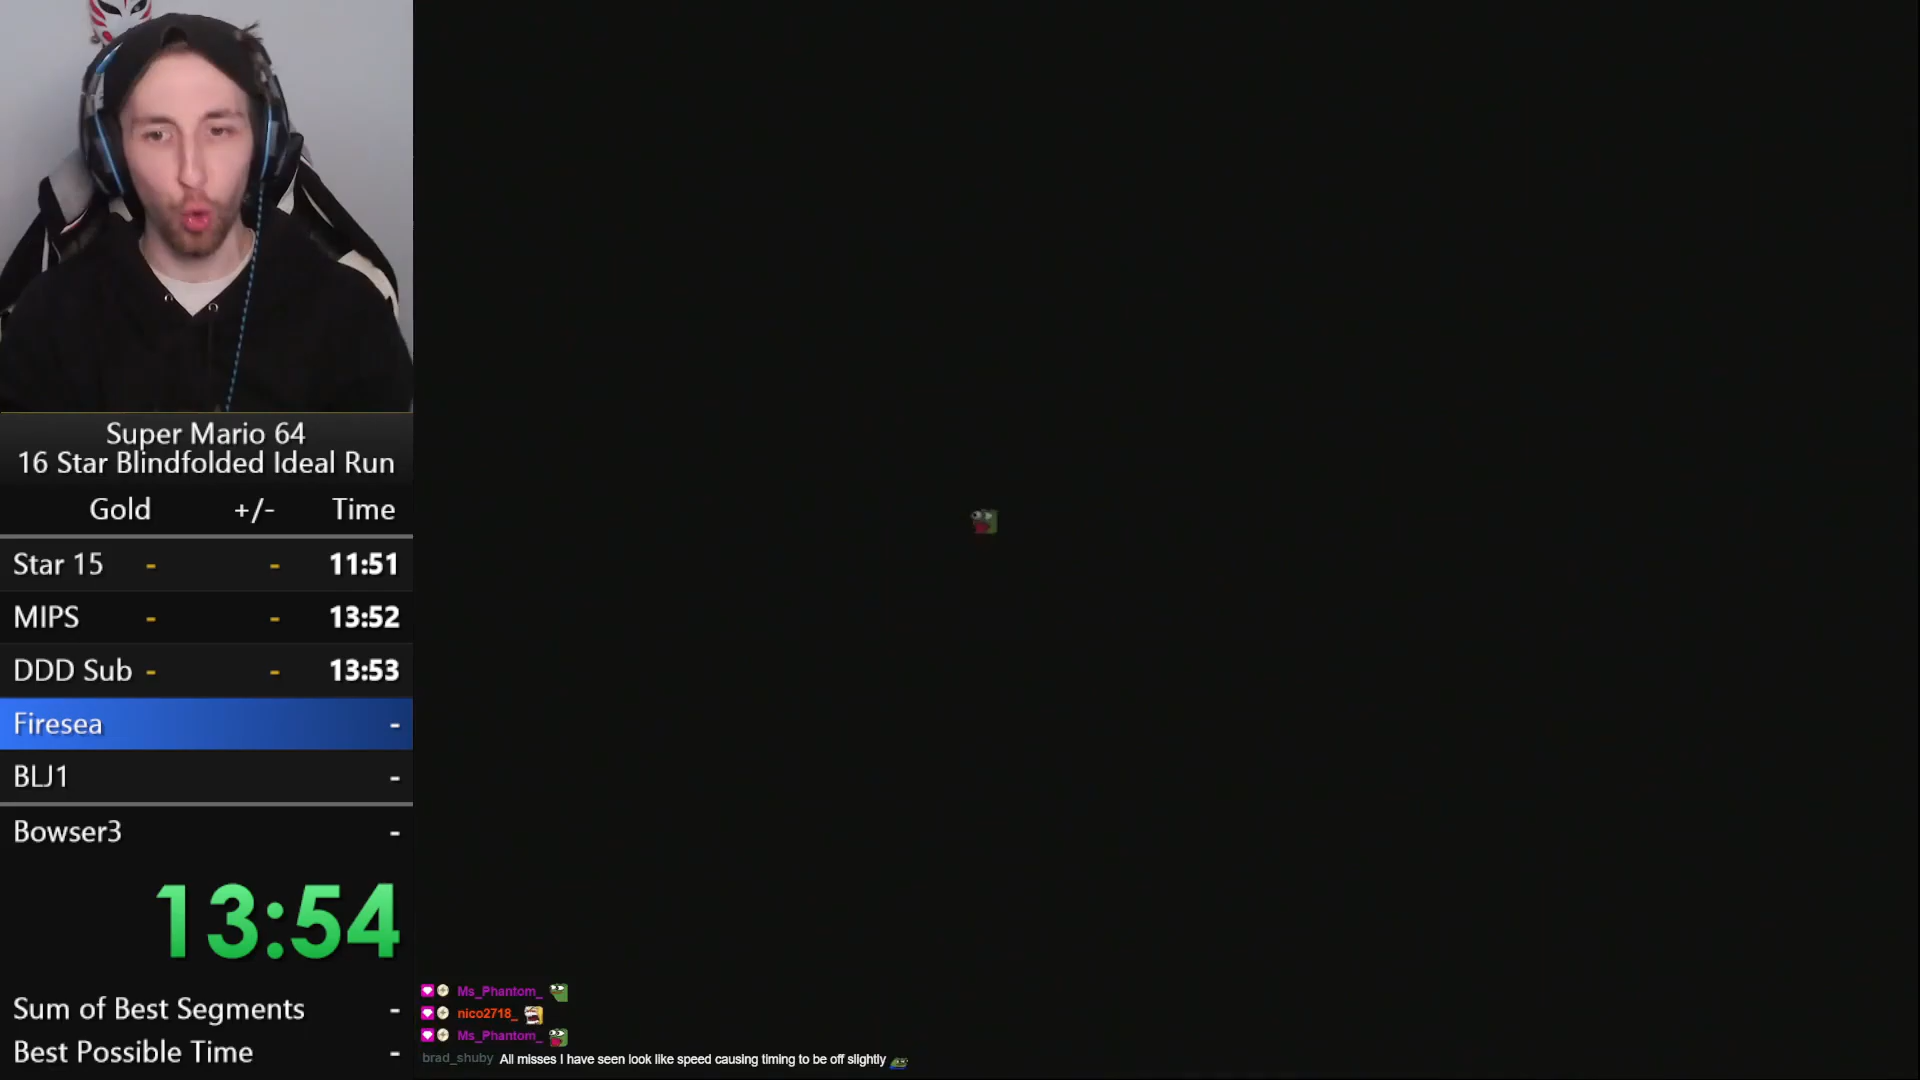 Super Mario 64
16 Star Blindfolded Ideal Run
Gold +/- Time
Star 15 - - 11:51
MIPS - - 13:52
DDD Sub - - 13:53
Firesea -
BLJ1 -
Bowser3 -
13:54
Sum of Best Segments -
Best Possible Time -
Ms_Phantom_
nico2718_
Ms_Phantom_
brad_shuby All misses I have seen look like speed causing timing to be off slightly